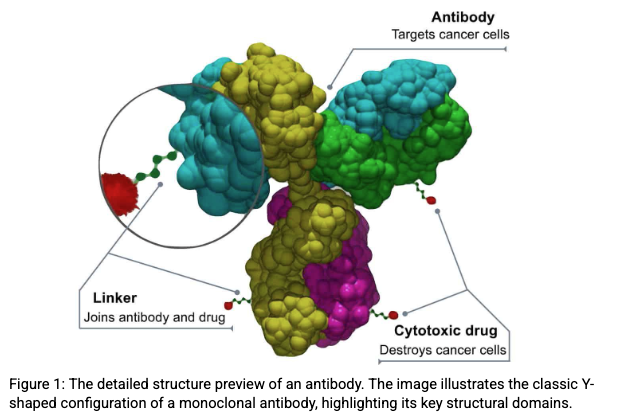 Antibody
Targets cancer cells
Linker
Joins antibody and drug
Cytotoxic drug
Destroys cancer cells
Figure 1: The detailed structure preview of an antibody. The image illustrates the classic Y-
shaped configuration of a monoclonal antibody, highlighting its key structural domains.